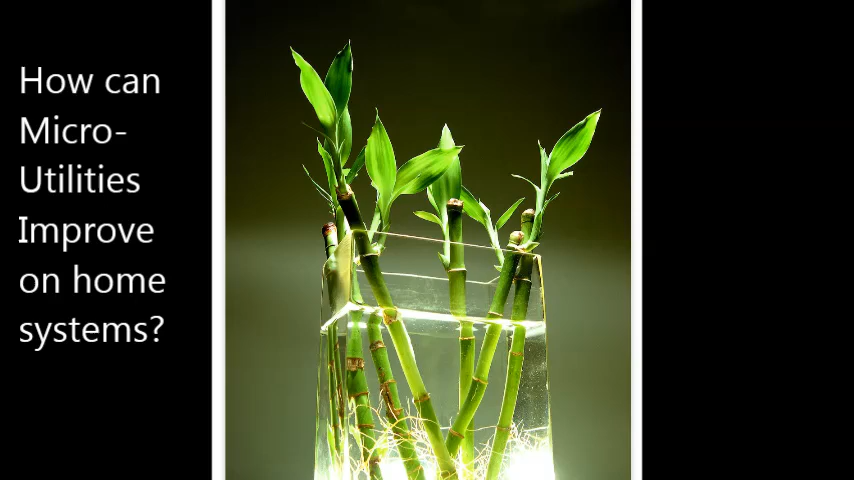 How can
Micro-
Utilities
Improve
on home
systems?